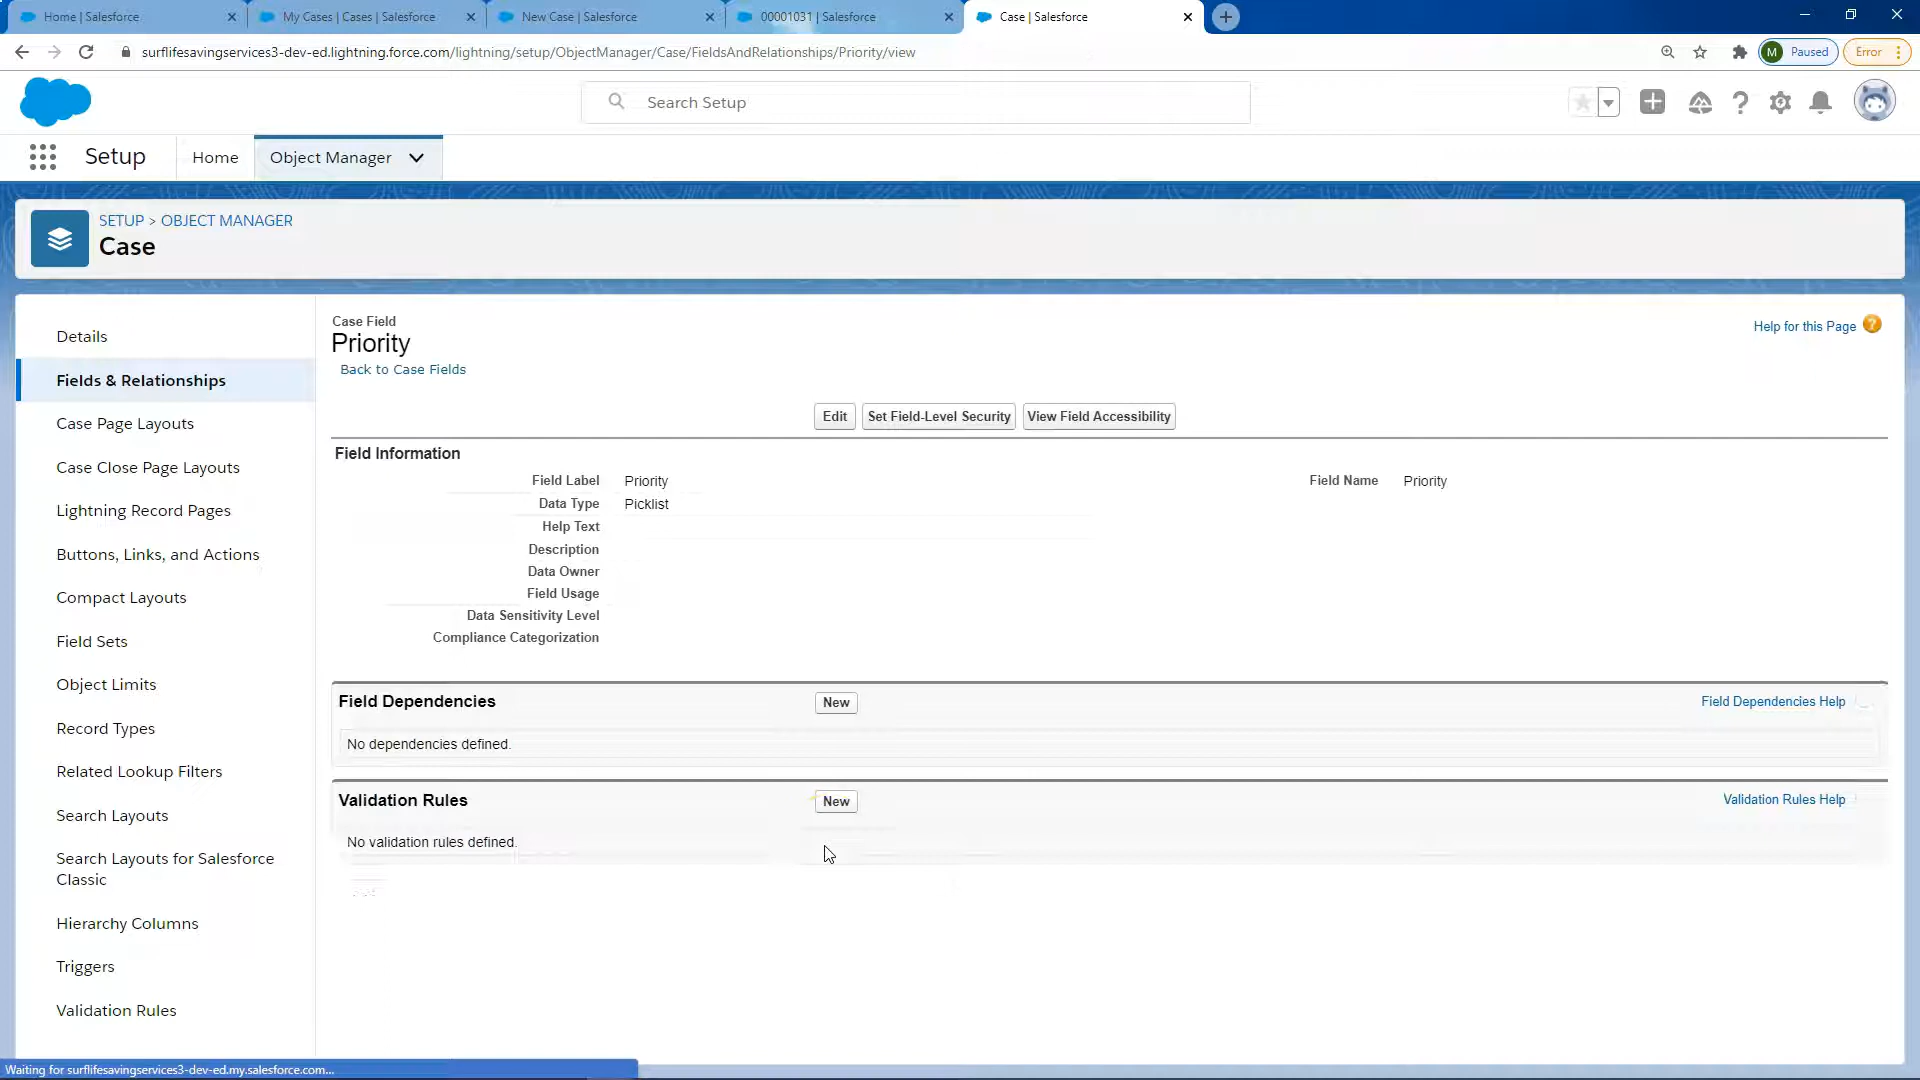 Home | Salesforce
My Cases | Cases | Salesforce
New Case | Salesforce
00001031 | Salesforce
Case | Salesforce
surflifesavingservices3-dev-ed.lightning.force.com/lightning/setup/ObjectManager/Case/FieldsAndRelationships/Priority/view
M Paused
Error
Search Setup
Setup
Home
Object Manager
SETUP > OBJECT MANAGER
Case
Details
Fields & Relationships
Case Page Layouts
Case Close Page Layouts
Lightning Record Pages
Buttons, Links, and Actions
Compact Layouts
Field Sets
Object Limits
Record Types
Related Lookup Filters
Search Layouts
Search Layouts for Salesforce
Classic
Hierarchy Columns
Triggers
Validation Rules
Case Field
Priority
Back to Case Fields
Help for this Page ?
Edit Set Field-Level Security View Field Accessibility
Field Information
Field Label Priority Field Name Priority
Data Type Picklist
Help Text
Description
Data Owner
Field Usage
Data Sensitivity Level
Compliance Categorization
Field Dependencies New Field Dependencies Help
No dependencies defined.
Validation Rules New Validation Rules Help
No validation rules defined.
Waiting for surflifesavingservices3-dev-ed.my.salesforce.com...